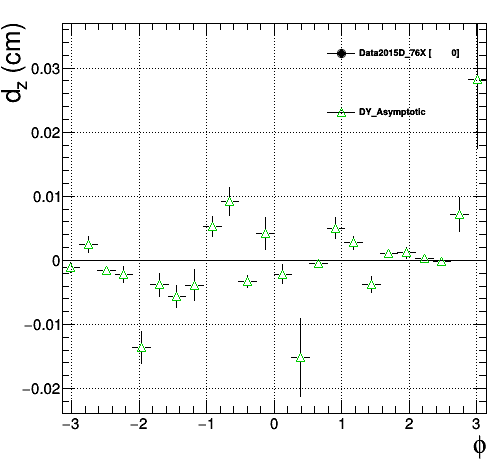 d_z (cm)
Data2015D_76X [ 0]
DY_Asymptotic
0.03
0.02
0.01
0
−0.01
−0.02
−3 −2 −1 0 1 2 3
ϕ